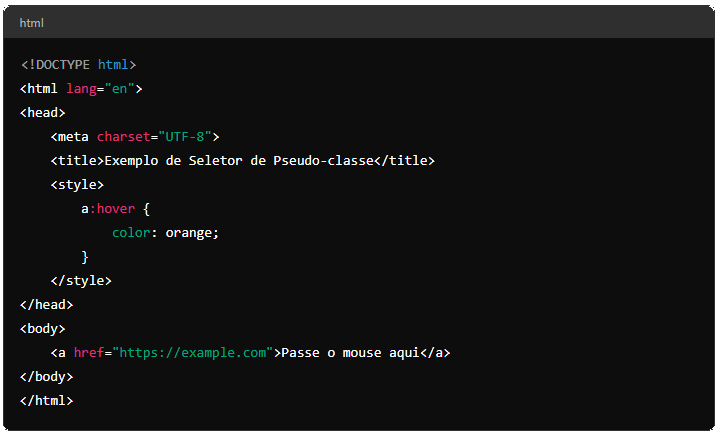 html
<!DOCTYPE html>
<html lang="en">
<head>
    <meta charset="UTF-8">
    <title>Exemplo de Seletor de Pseudo-classe</title>
    <style>
        a:hover {
            color: orange;
        }
    </style>
</head>
<body>
    <a href="https://example.com">Passe o mouse aqui</a>
</body>
</html>